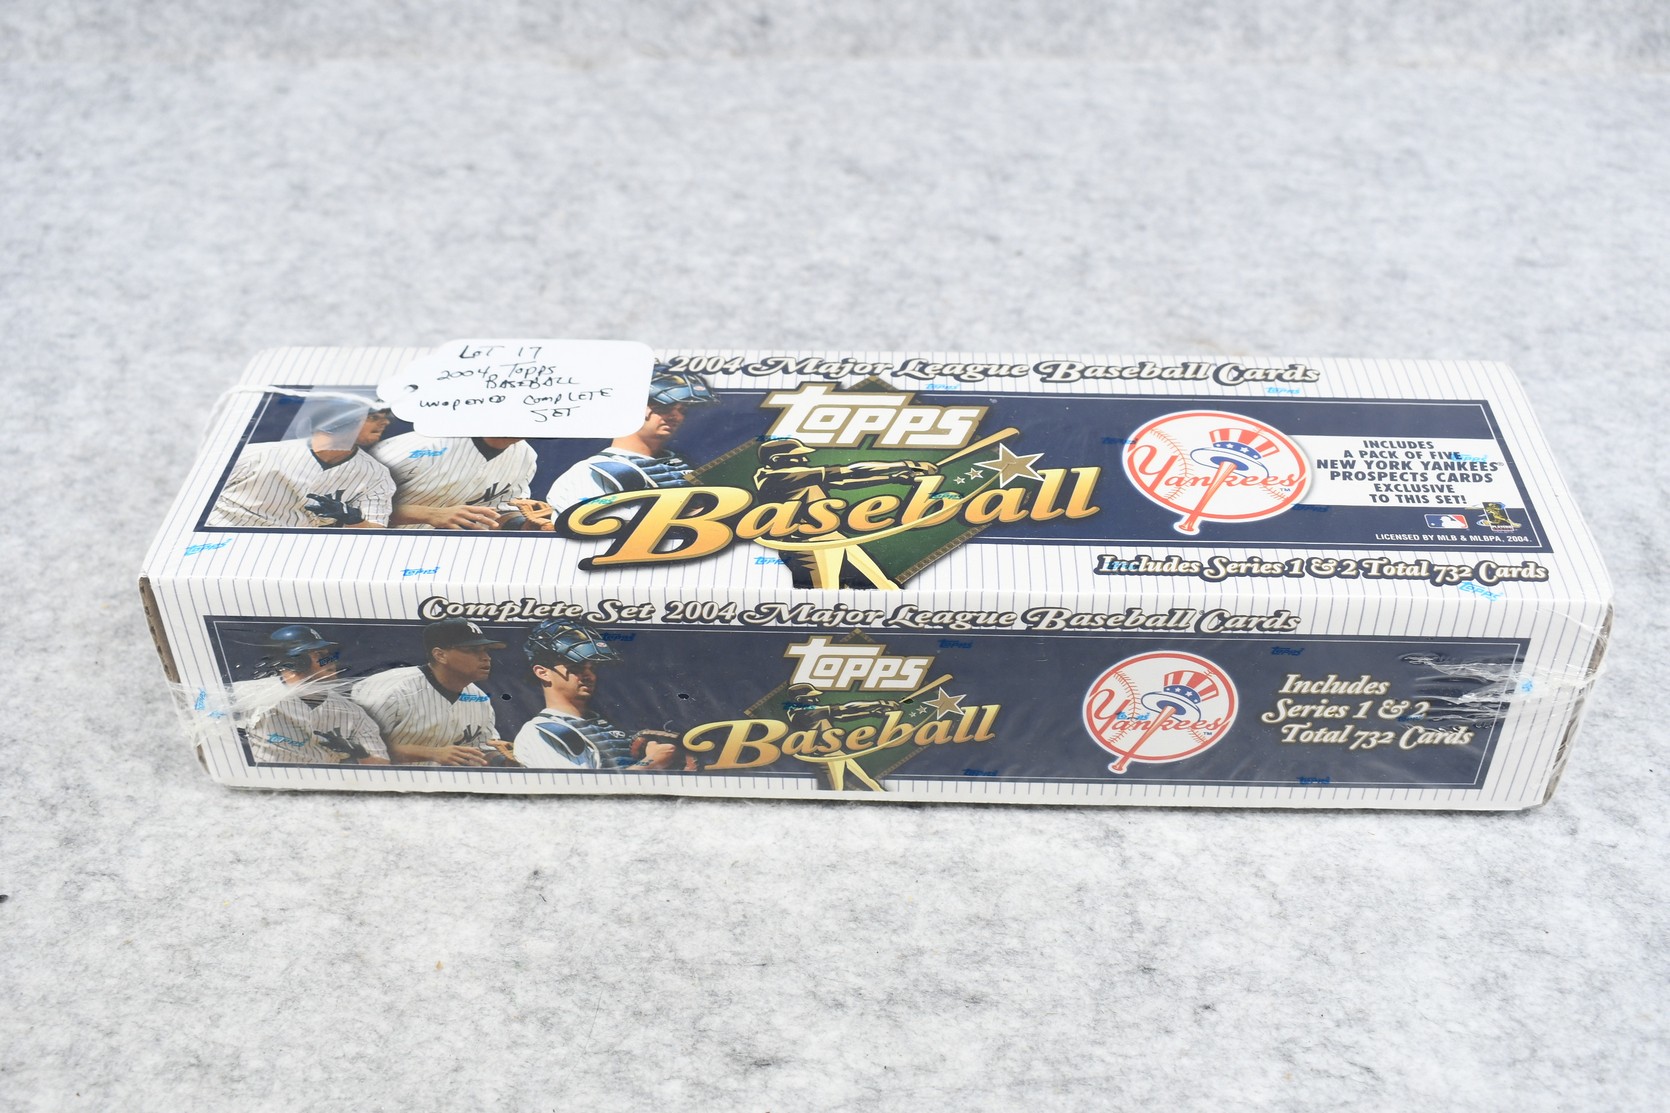 LOT 17
2004 TOPPS
BASEBALL
UNOPENED COMPLETE
SET
2004 Major League Baseball Cards
Topps
Baseball
Yankees™
INCLUDES
A PACK OF FIVE
NEW YORK YANKEES®
PROSPECTS CARDS
EXCLUSIVE
TO THIS SET!
LICENSED BY MLB & MLBPA, 2004.
Includes Series 1 & 2 Total 732 Cards
Complete Set 2004 Major League Baseball Cards
Topps
Baseball
Yankees™
Includes
Series 1 & 2
Total 732 Cards